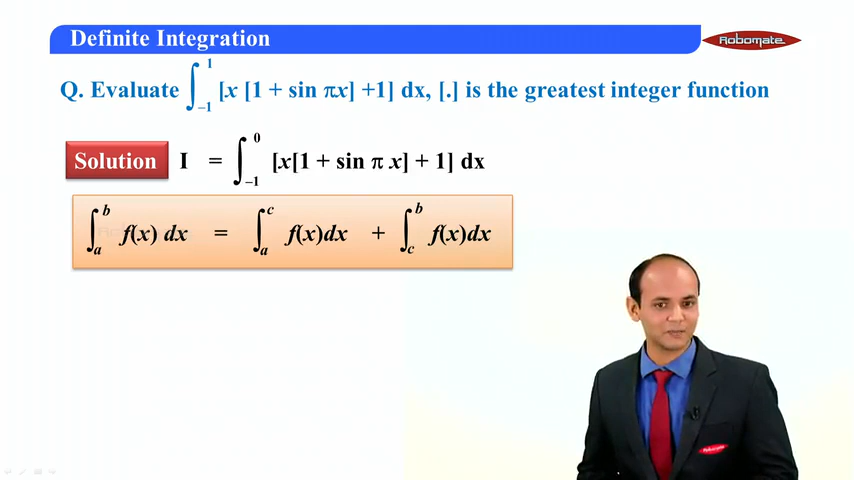 Definite Integration
Robomate
Q. Evaluate ∫₋₁¹ [x [1 + sin πx] +1] dx, [.] is the greatest integer function
Solution I = ∫₋₁⁰ [x[1 + sin π x] + 1] dx
∫ₐᵇ f(x) dx = ∫ₐᶜ f(x)dx + ∫꜀ᵇ f(x)dx
Robomate